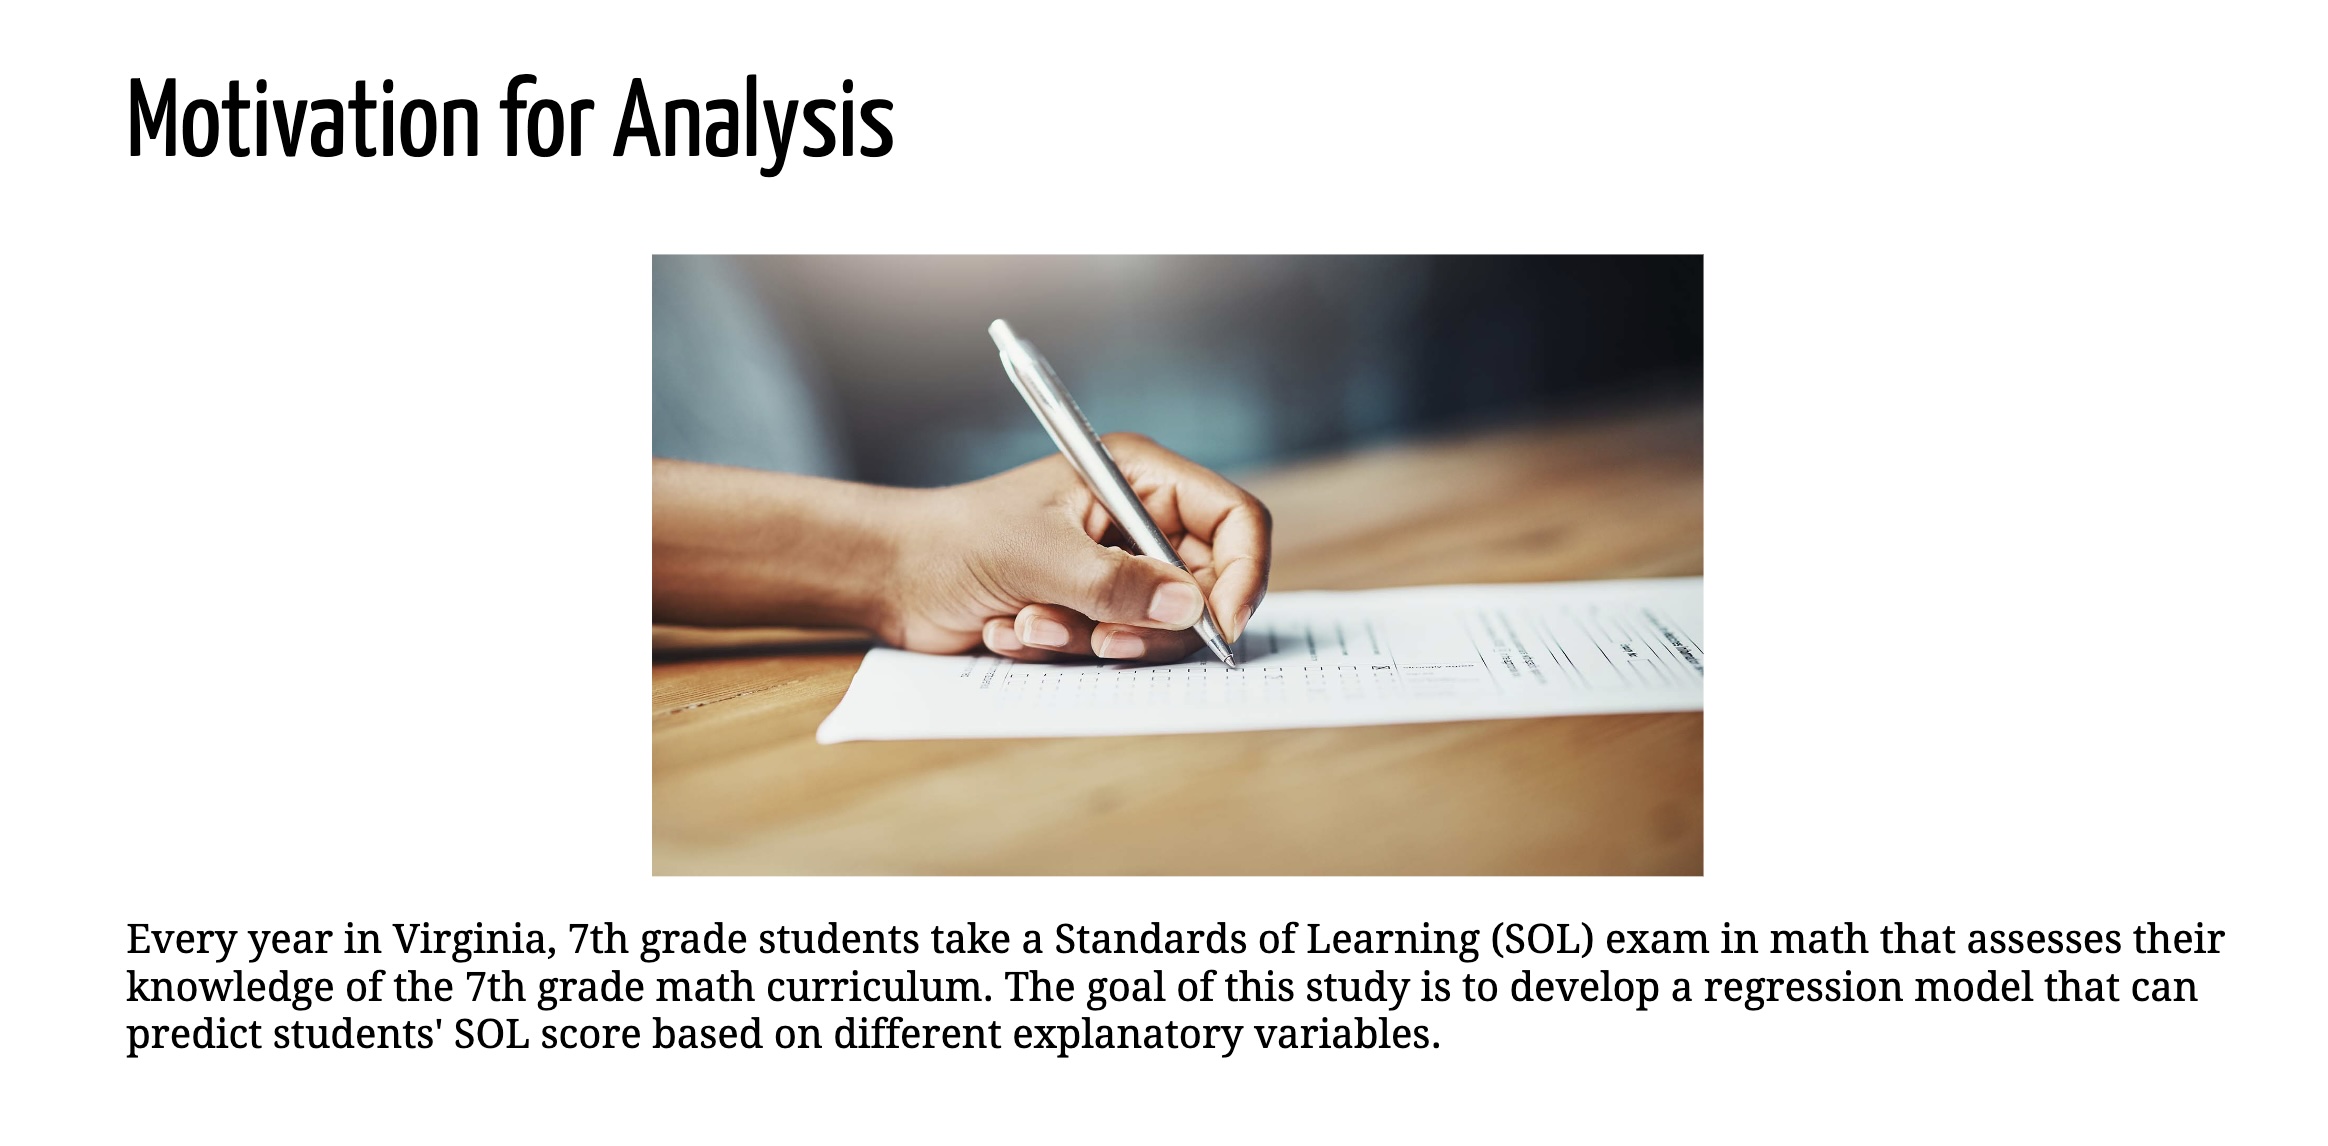 Motivation for Analysis
Every year in Virginia, 7th grade students take a Standards of Learning (SOL) exam in math that assesses their
knowledge of the 7th grade math curriculum. The goal of this study is to develop a regression model that can
predict students' SOL score based on different explanatory variables.